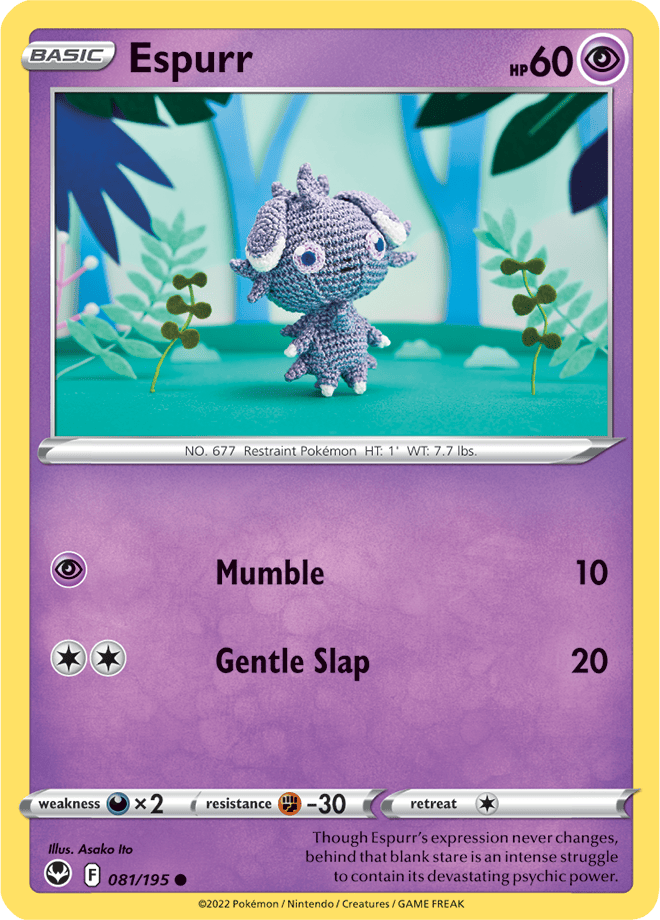 BASIC Espurr HP60
NO. 677 Restraint Pokémon HT: 1' WT: 7.7 lbs.
Mumble 10
Gentle Slap 20
weakness ×2 resistance -30 retreat
Illus. Asako Ito
F 081/195
Though Espurr's expression never changes,
behind that blank stare is an intense struggle
to contain its devastating psychic power.
©2022 Pokémon / Nintendo / Creatures / GAME FREAK